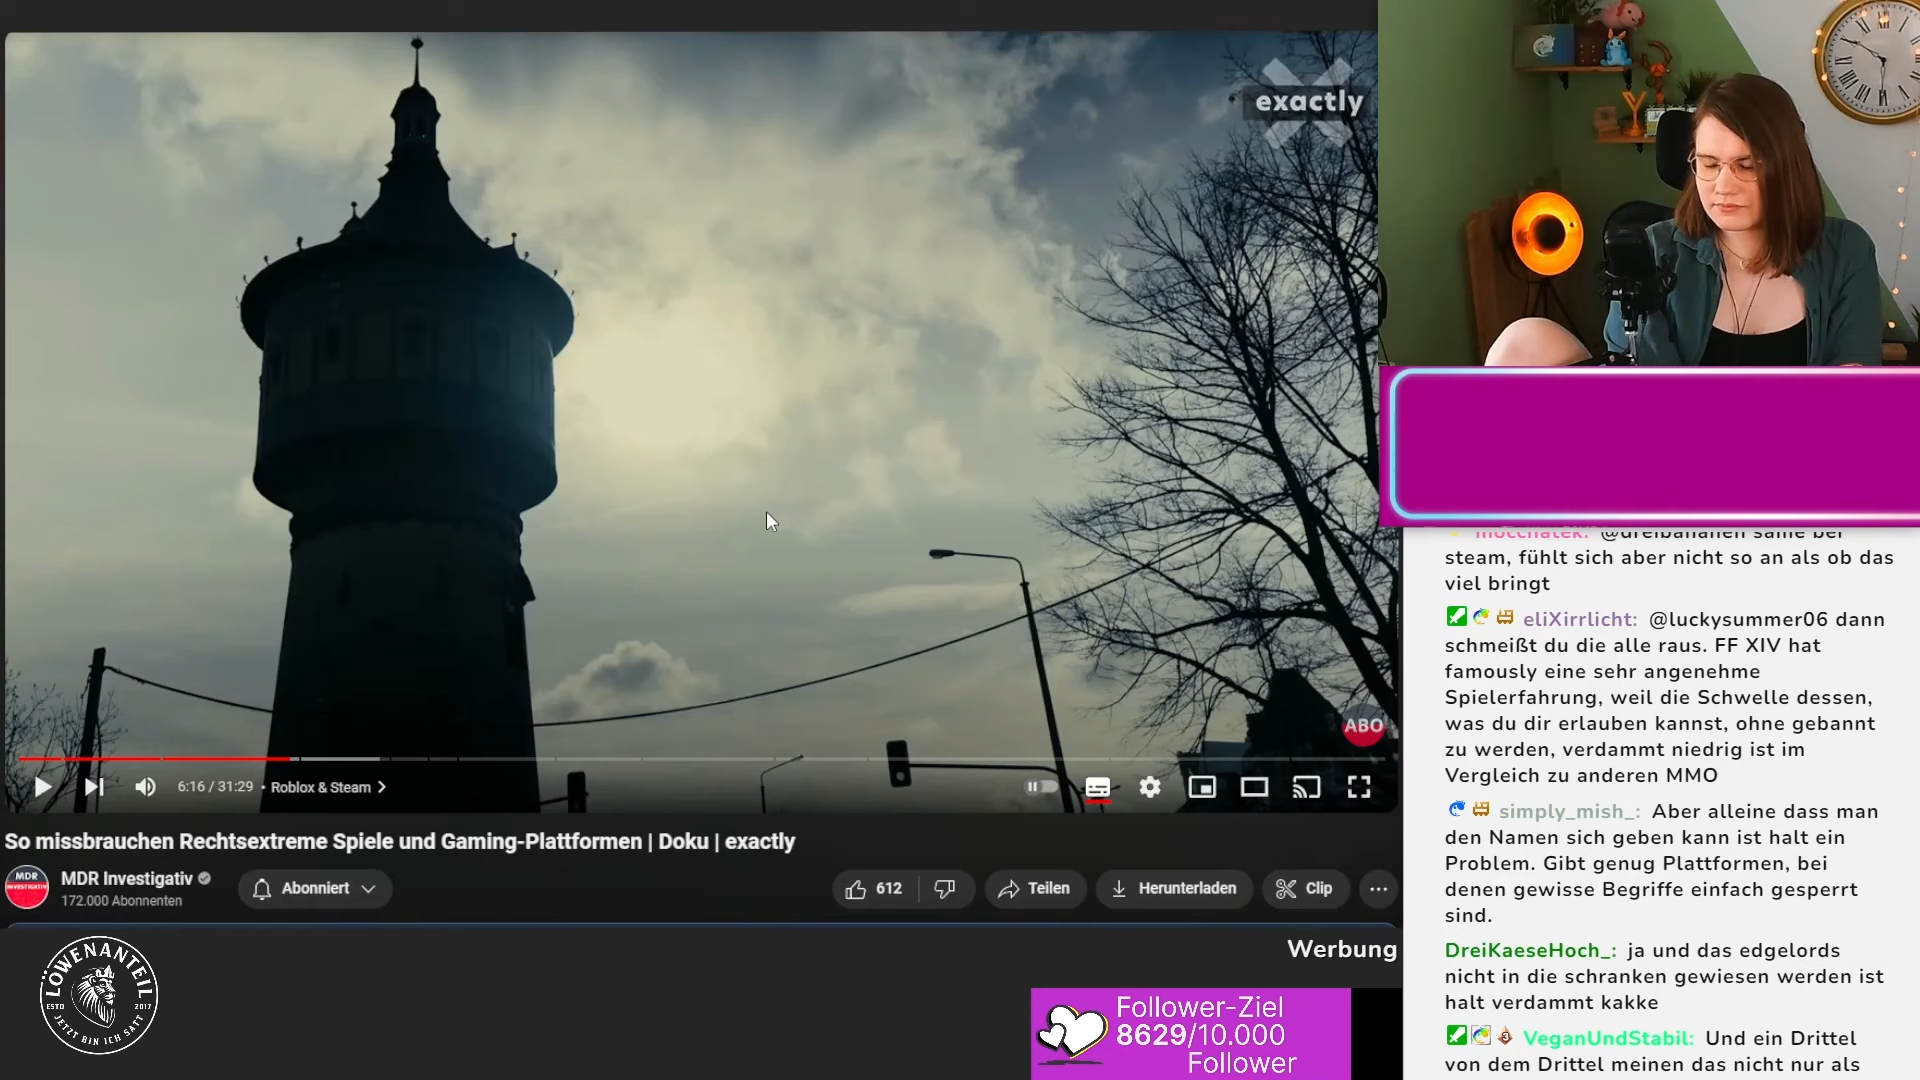 exactly
ABO
6:16 / 31:29 • Roblox & Steam
So missbrauchen Rechtsextreme Spiele und Gaming-Plattformen | Doku | exactly
MDR
INVESTIGATIV
MDR Investigativ
172.000 Abonnenten
Abonniert
612
Teilen
Herunterladen
Clip
LÖWENANTEIL
ESTD 2017
JETZT BIN ICH SATT
Werbung
Follower-Ziel
8629/10.000
Follower
steam, fühlt sich aber nicht so an als ob das
viel bringt
eliXirrlicht: @luckysummer06 dann
schmeißt du die alle raus. FF XIV hat
famously eine sehr angenehme
Spielerfahrung, weil die Schwelle dessen,
was du dir erlauben kannst, ohne gebannt
zu werden, verdammt niedrig ist im
Vergleich zu anderen MMO
simply_mish_: Aber alleine dass man
den Namen sich geben kann ist halt ein
Problem. Gibt genug Plattformen, bei
denen gewisse Begriffe einfach gesperrt
sind.
DreiKaeseHoch_: ja und das edgelords
nicht in die schranken gewiesen werden ist
halt verdammt kakke
VeganUndStabil: Und ein Drittel
von dem Drittel meinen das nicht nur als